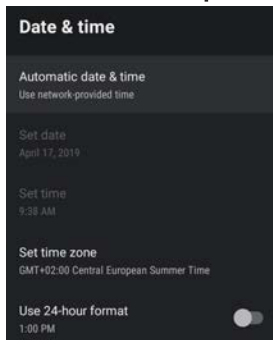 Date & time
Automatic date & time
Use network-provided time
Set date
April 17, 2019
Set time
9:38 AM
Set time zone
GMT+02:00 Central European Summer Time
Use 24-hour format
1:00 PM